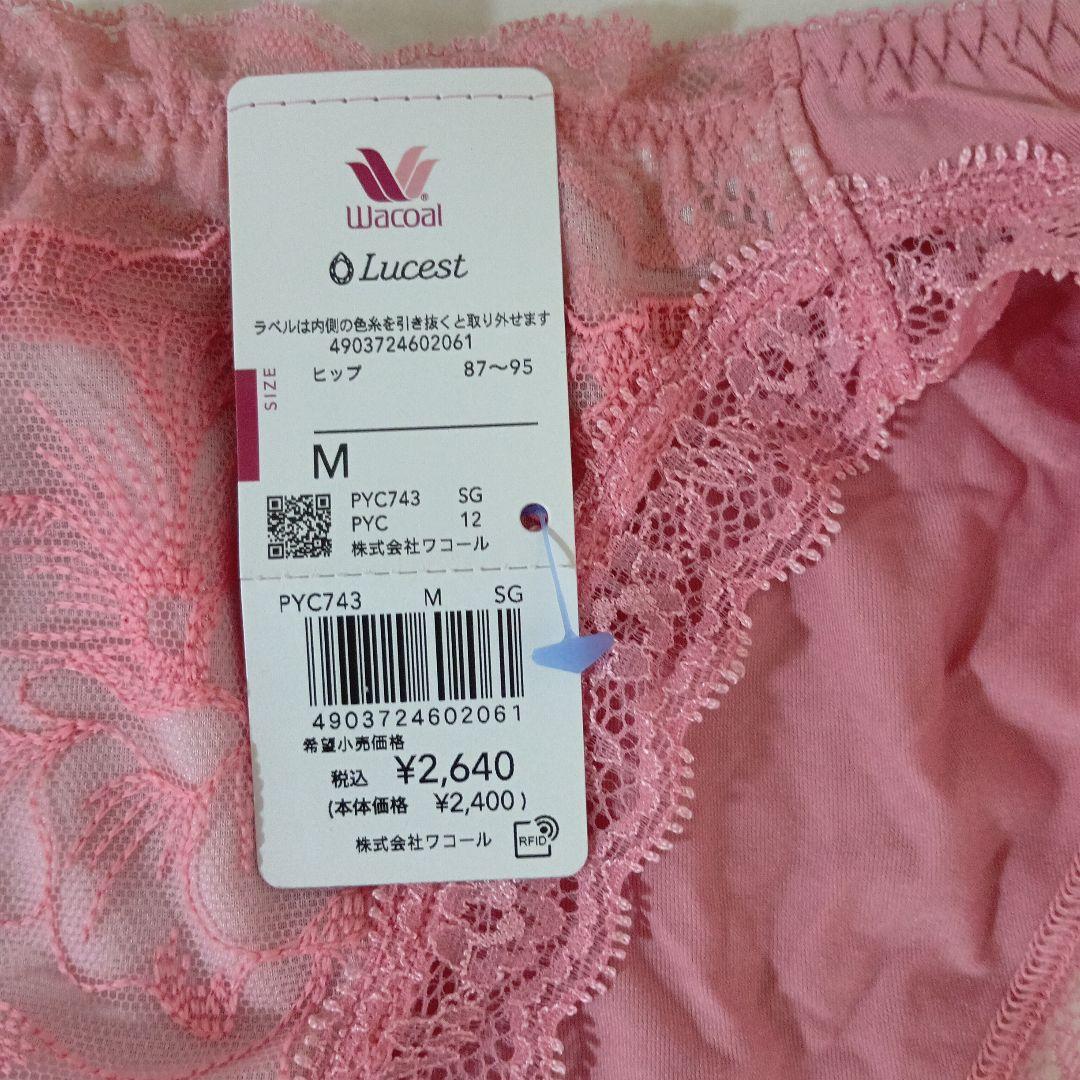 Wacoal®
Lucest
ラベルは内側の色糸を引き抜くと取り外せます
4903724602061
SIZE
ヒップ 87〜95
M
PYC743 SG
PYC 12
株式会社ワコール
PYC743 M SG
4903724602061
希望小売価格
税込 ¥2,640
(本体価格 ¥2,400)
株式会社ワコール RFID